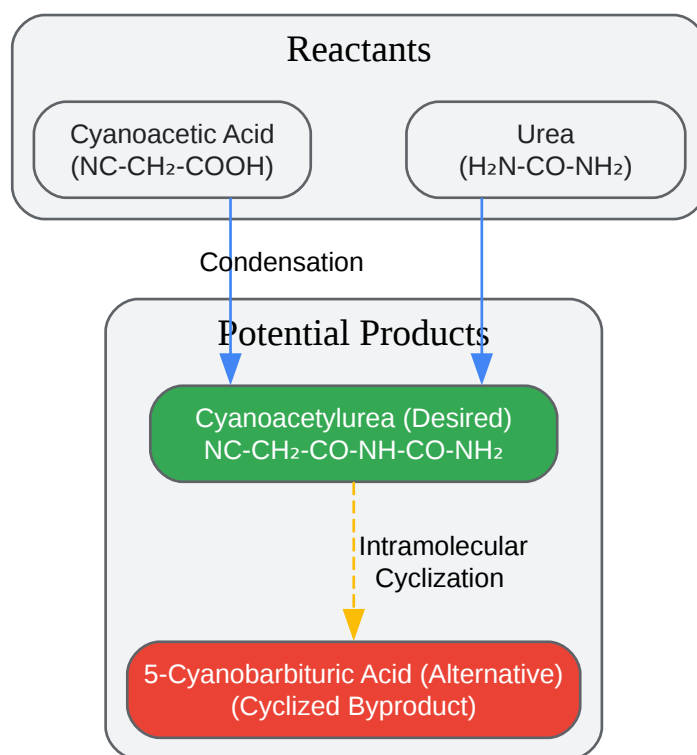 Reactants
Cyanoacetic Acid
(NC-CH₂-COOH)
Urea
(H₂N-CO-NH₂)
Condensation
Potential Products
Cyanoacetylurea (Desired)
NC-CH₂-CO-NH-CO-NH₂
Intramolecular
Cyclization
5-Cyanobarbituric Acid (Alternative)
(Cyclized Byproduct)